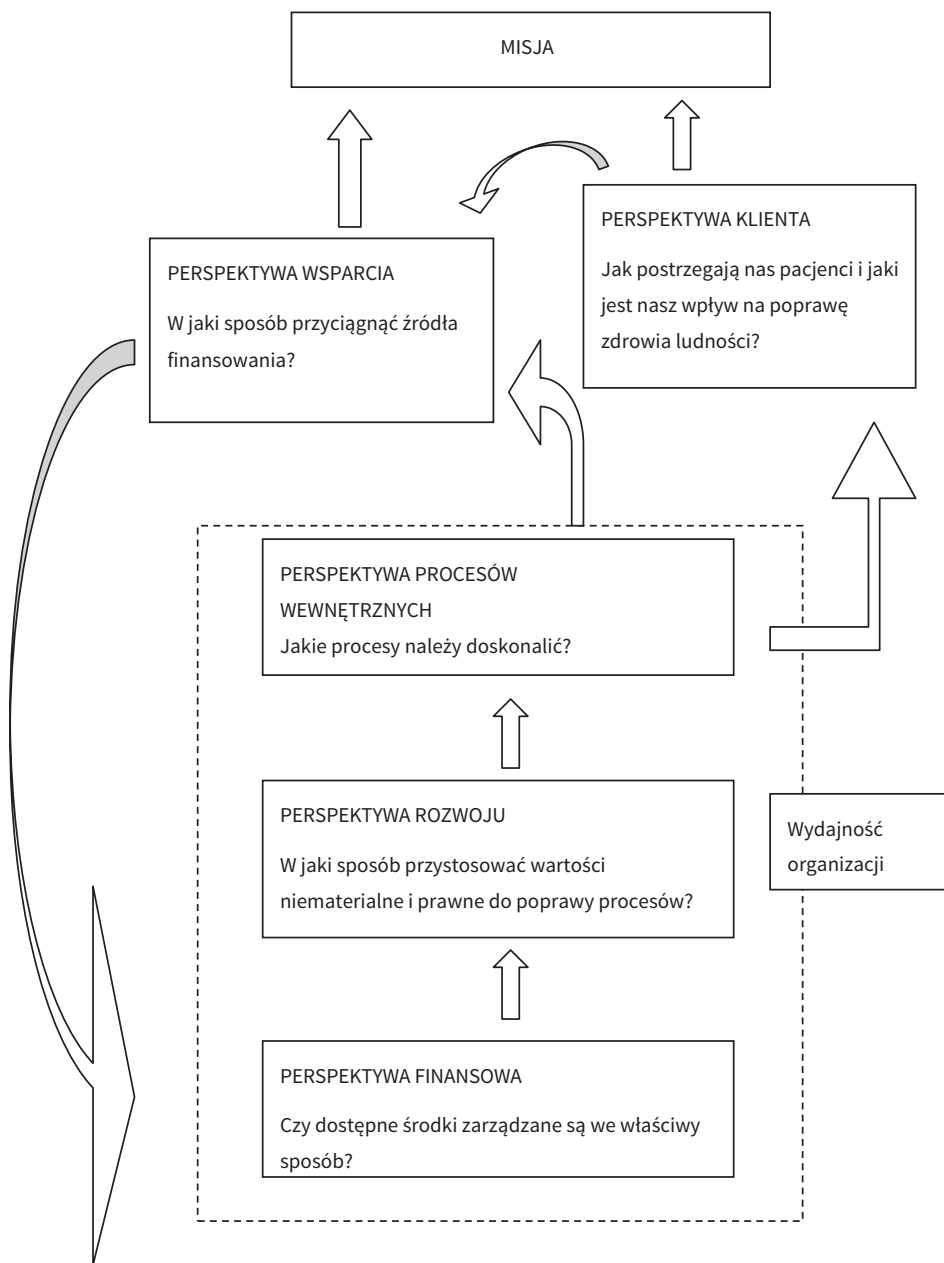 MISJA
PERSPEKTYWA KLIENTA
Jak postrzegają nas pacjenci i jaki
jest nasz wpływ na poprawę
zdrowia ludności?
PERSPEKTYWA WSPARCIA
W jaki sposób przyciągnąć źródła
finansowania?
PERSPEKTYWA PROCESÓW
WEWNĘTRZNYCH
Jakie procesy należy doskonalić?
PERSPEKTYWA ROZWOJU
W jaki sposób przystosować wartości
niematerialne i prawne do poprawy procesów?
Wydajność
organizacji
PERSPEKTYWA FINANSOWA
Czy dostępne środki zarządzane są we właściwy
sposób?